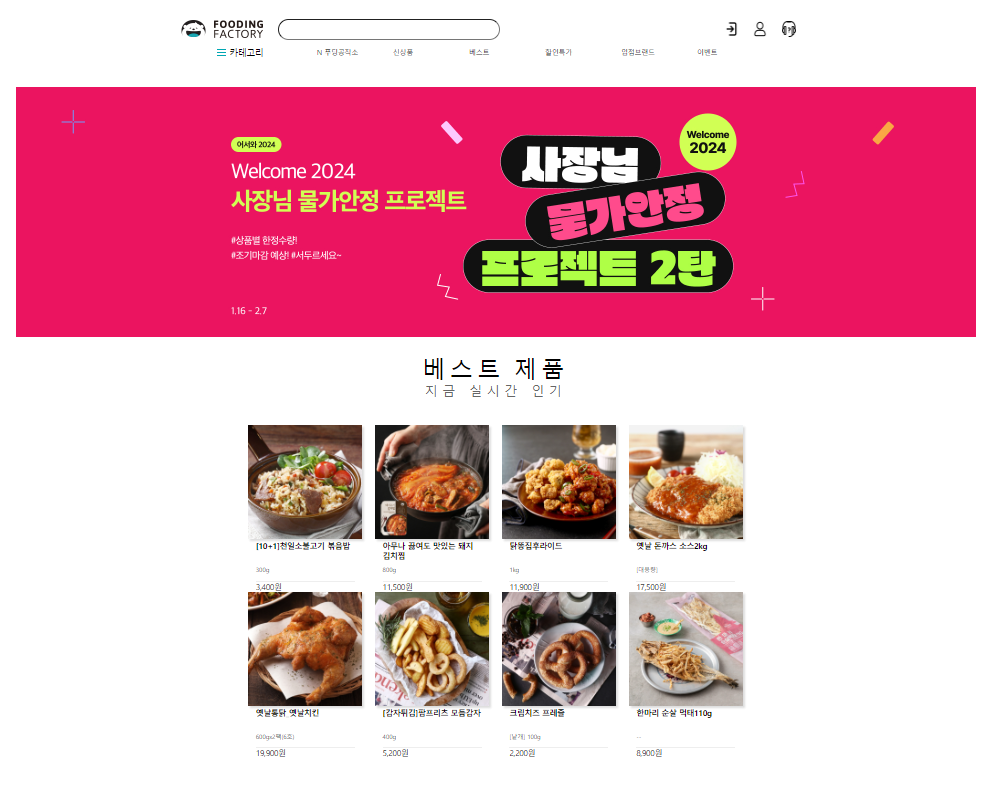 FOODING
FACTORY
카테고리
N 푸딩공작소
신상품
베스트
할인특가
입점브랜드
이벤트
어서와 2024
Welcome 2024
사장님 물가안정 프로젝트
#상품별 한정수량!
#조기마감 예상! #서두르세요~
1.16 - 2.7
Welcome
2024
사장님
물가안정
프로젝트 2탄
베스트 제품
지금 실시간 인기
[10+1]천일소불고기 볶음밥
300g
3,400원
아무나 끓여도 맛있는 돼지
김치찜
800g
11,500원
닭똥집후라이드
1kg
11,900원
옛날 돈까스 소스2kg
[대용량]
17,500원
옛날통닭 옛날치킨
600gx2팩(6호)
19,900원
[감자튀김]팜프리츠 모듬감자
400g
5,200원
크림치즈 프레즐
[낱개] 100g
2,200원
한마리 순살 먹태110g
8,900원